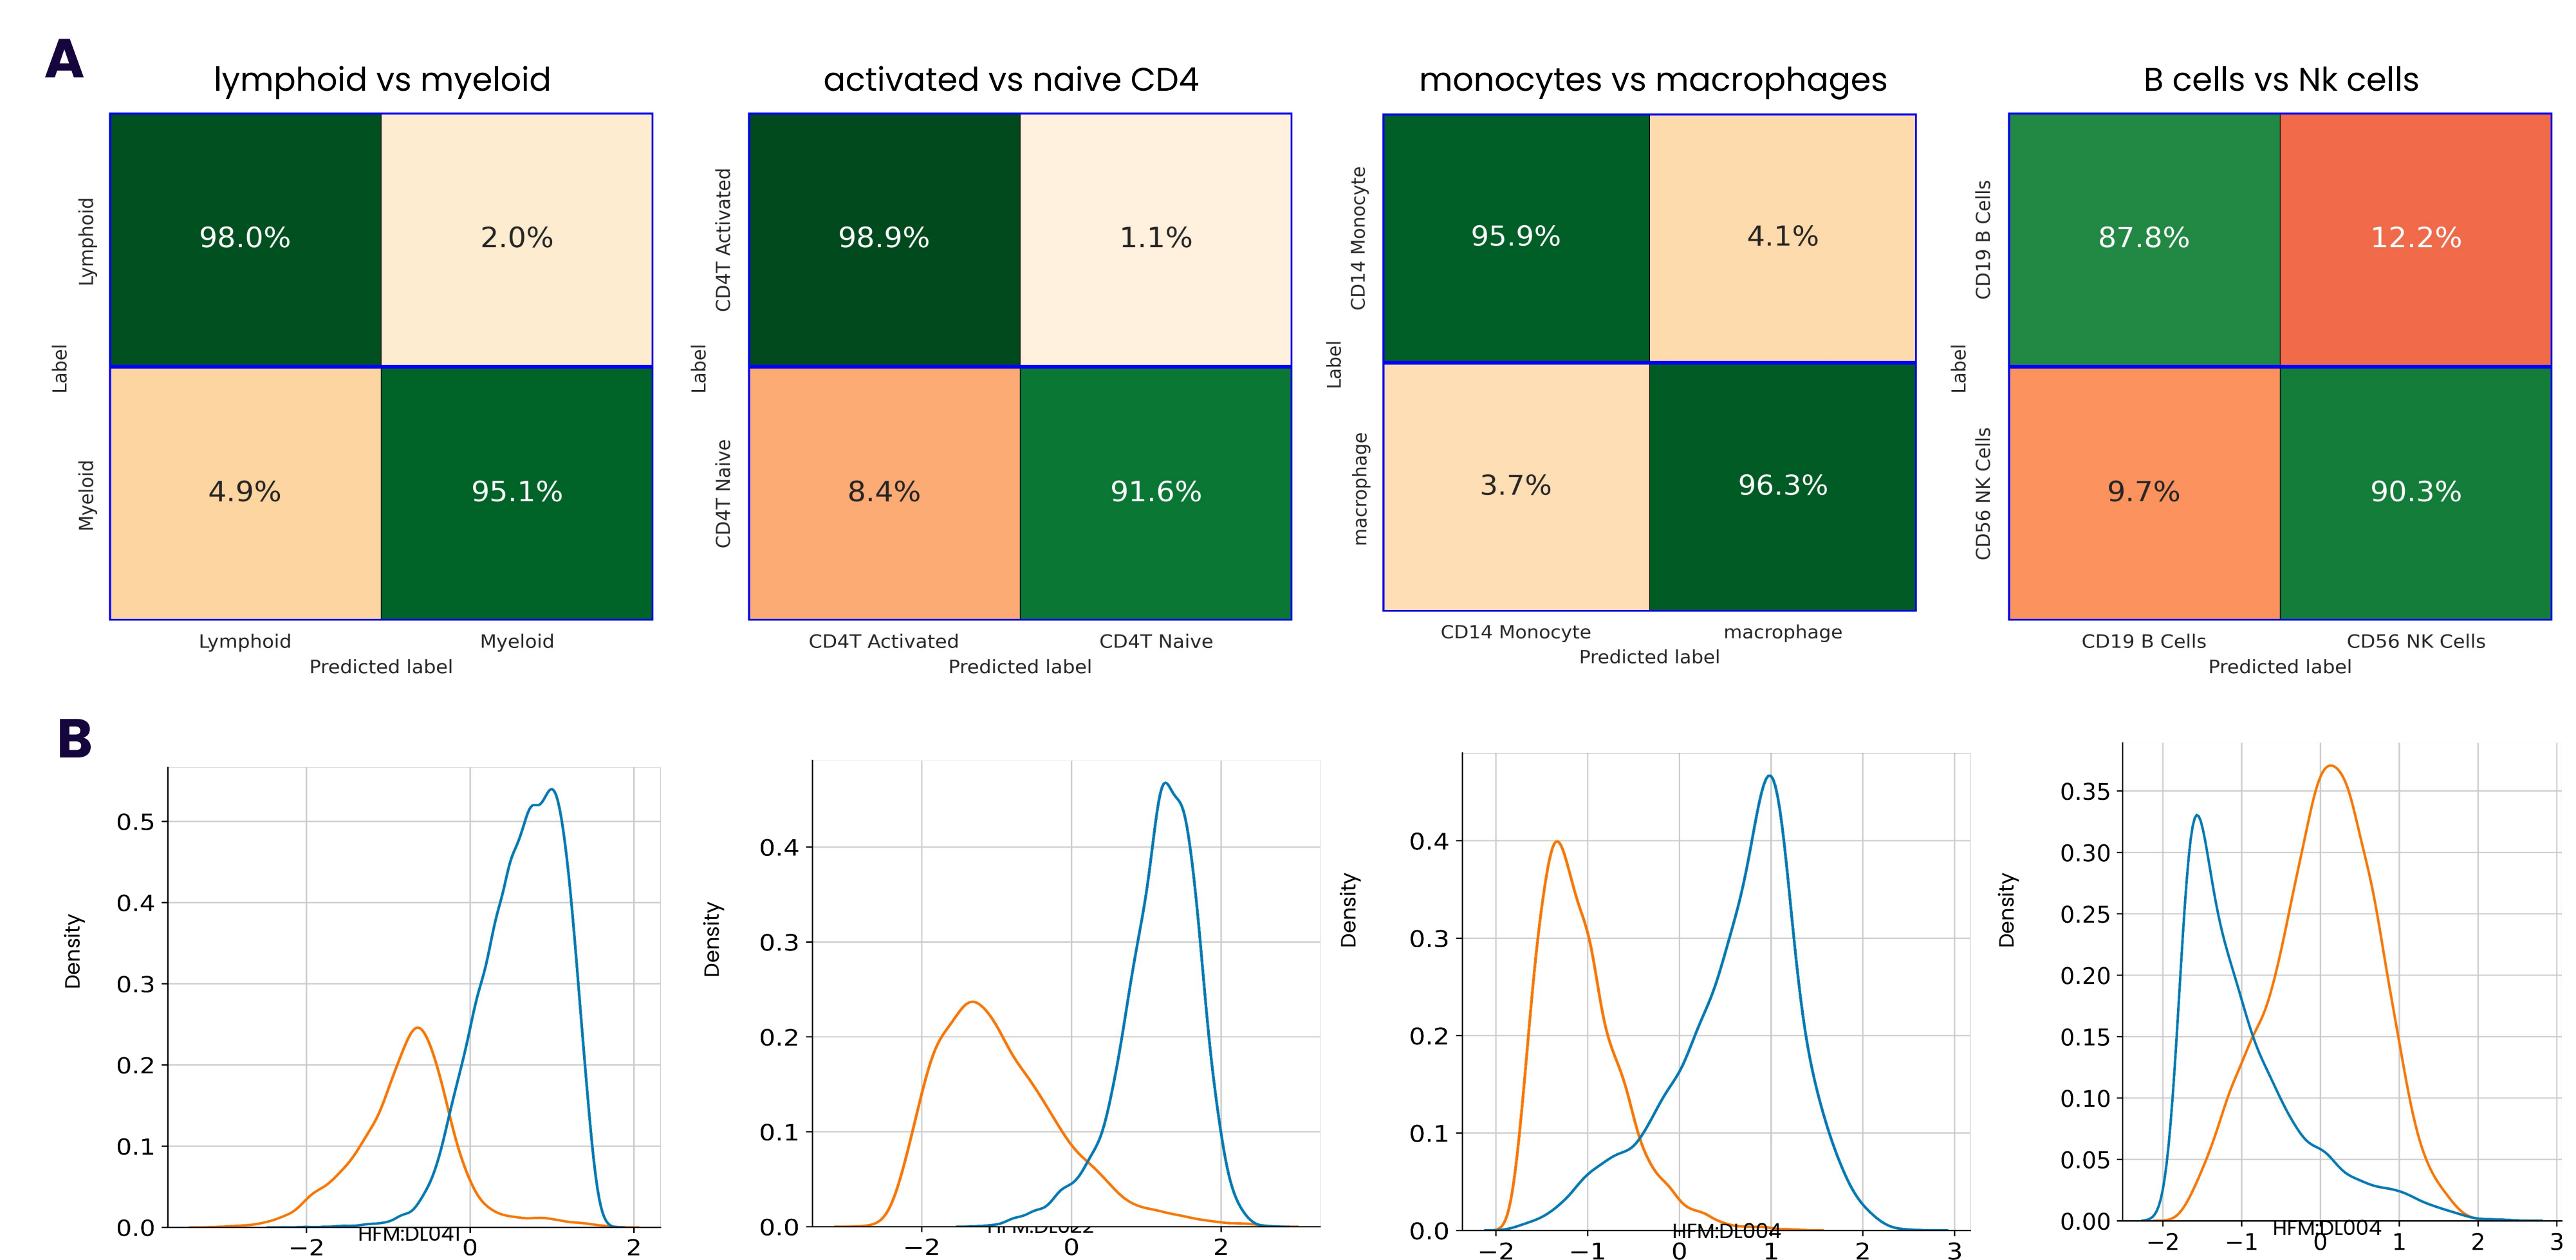 A
lymphoid vs myeloid
98.0%
2.0%
4.9%
95.1%
Lymphoid
Myeloid
Label
Lymphoid
Myeloid
Predicted label
activated vs naive CD4
98.9%
1.1%
8.4%
91.6%
CD4T Activated
CD4T Naive
Label
CD4T Activated
CD4T Naive
Predicted label
monocytes vs macrophages
95.9%
4.1%
3.7%
96.3%
CD14 Monocyte
macrophage
Label
CD14 Monocyte
macrophage
Predicted label
B cells vs Nk cells
87.8%
12.2%
9.7%
90.3%
CD19 B Cells
CD56 NK Cells
Label
CD19 B Cells
CD56 NK Cells
Predicted label
B
Density
0.5
0.4
0.3
0.2
0.1
0.0
−2
0
2
HFM:DL041
Density
0.4
0.3
0.2
0.1
0.0
−2
0
2
HFM:DL022
Density
0.4
0.3
0.2
0.1
0.0
−2
−1
0
1
2
3
HFM:DL004
Density
0.35
0.30
0.25
0.20
0.15
0.10
0.05
0.00
−2
−1
0
1
2
3
HFM:DL004